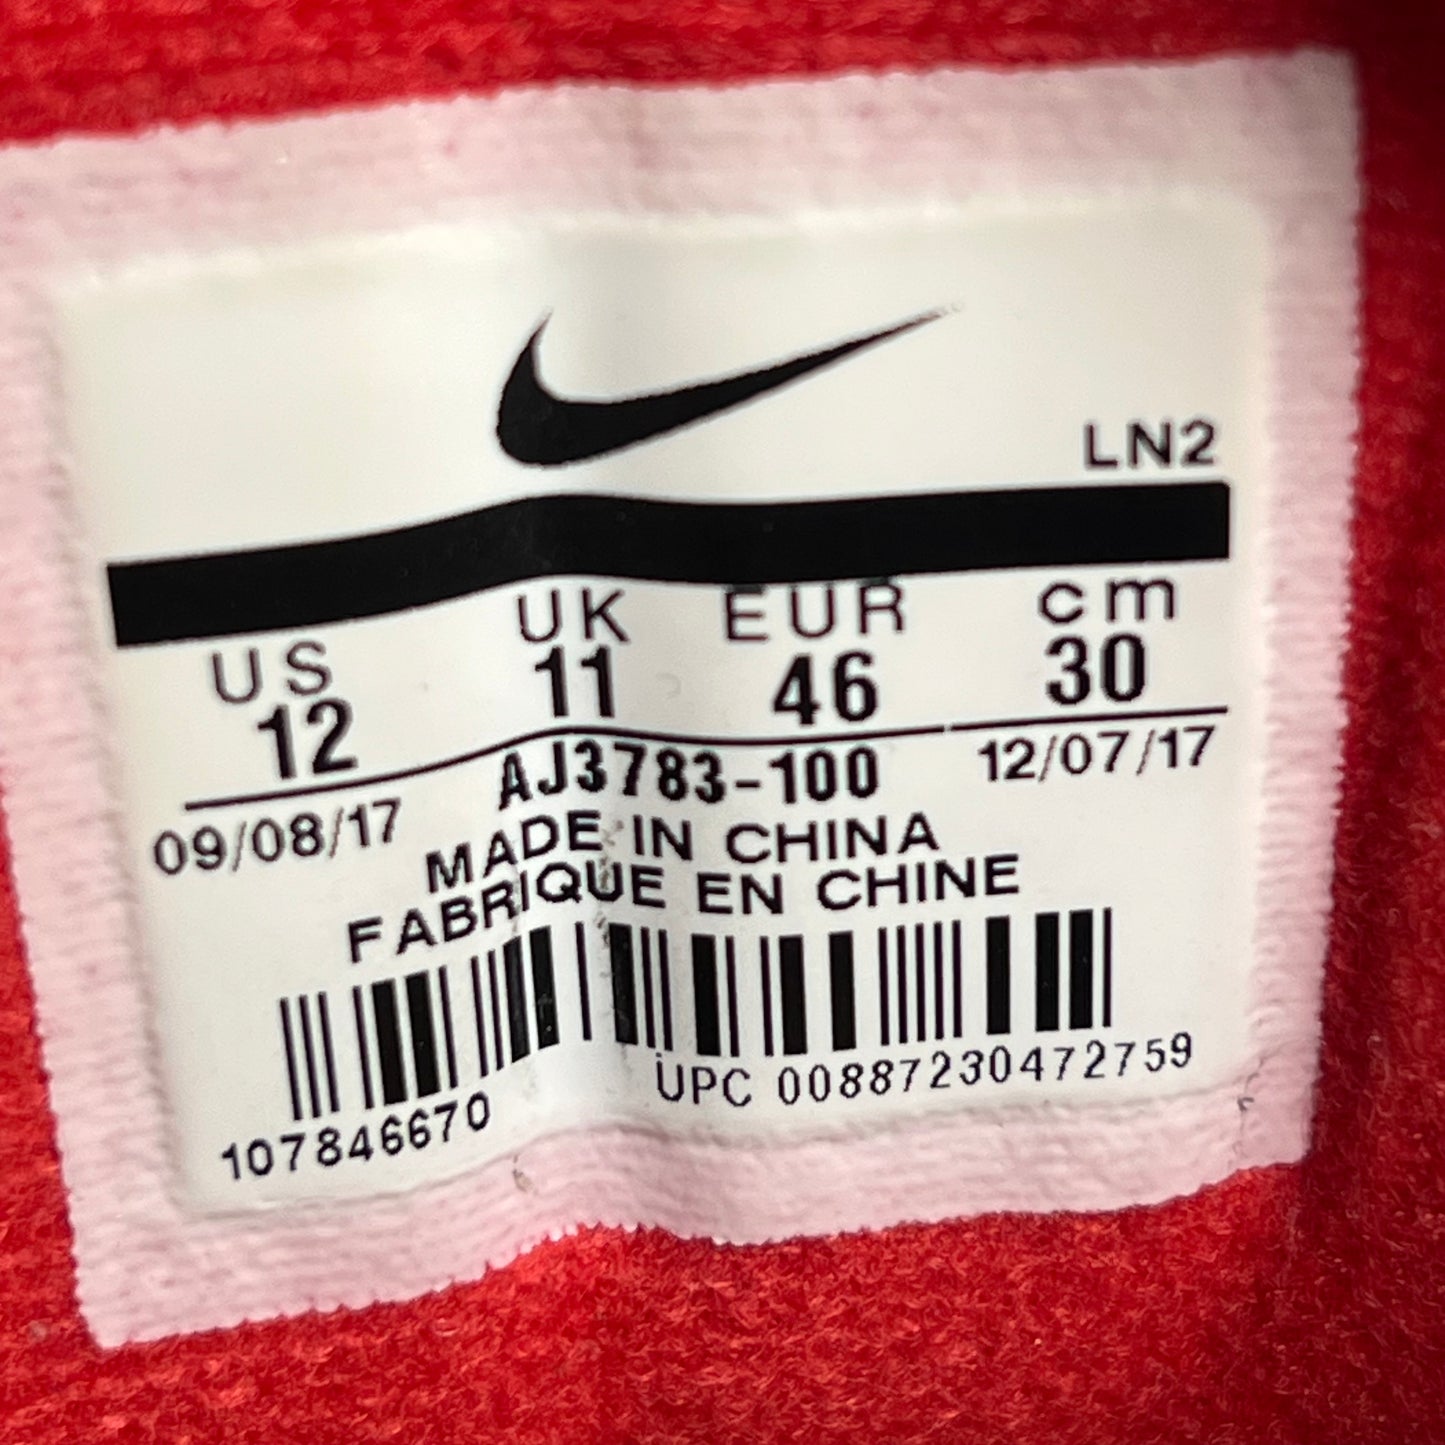 LN2
US UK EUR cm
12 11 46 30
09/08/17 AJ3783-100 12/07/17
MADE IN CHINA
FABRIQUE EN CHINE
107846670 UPC 00887230472759